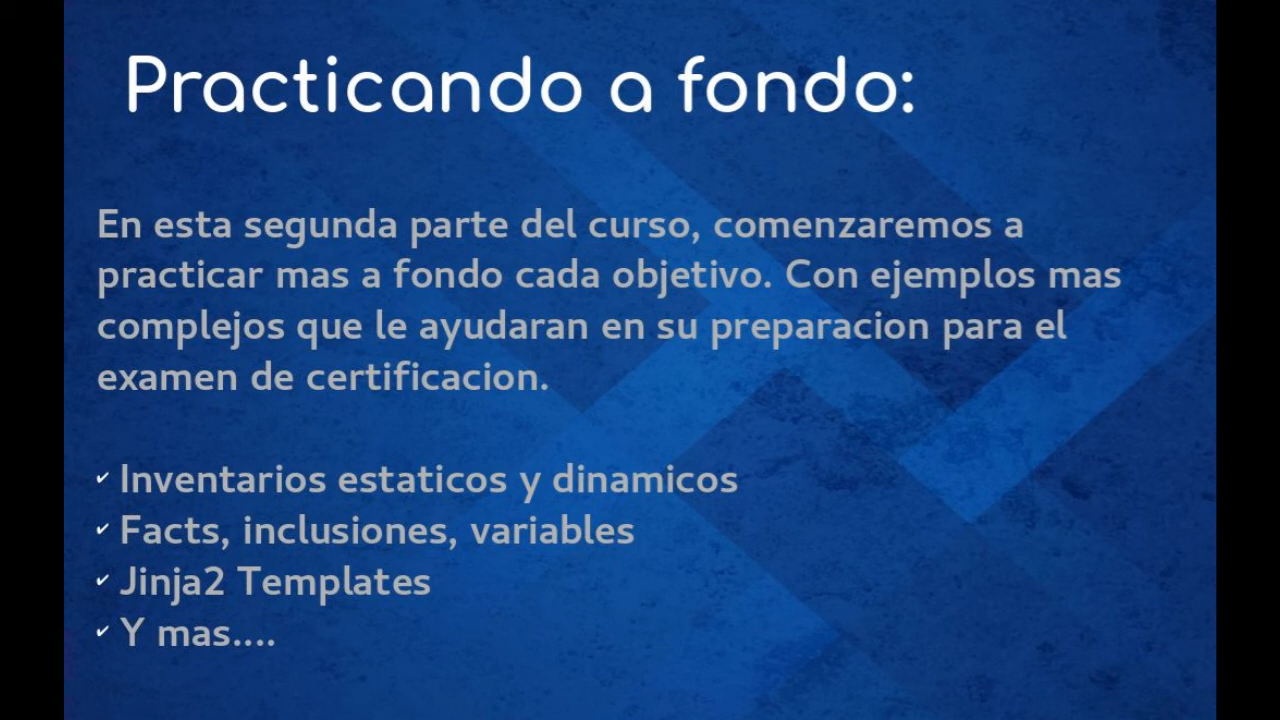 Practicando a fondo:
En esta segunda parte del curso, comenzaremos a
practicar mas a fondo cada objetivo. Con ejemplos mas
complejos que le ayudaran en su preparacion para el
examen de certificacion.
✔ Inventarios estaticos y dinamicos
✔ Facts, inclusiones, variables
✔ Jinja2 Templates
✔ Y mas....